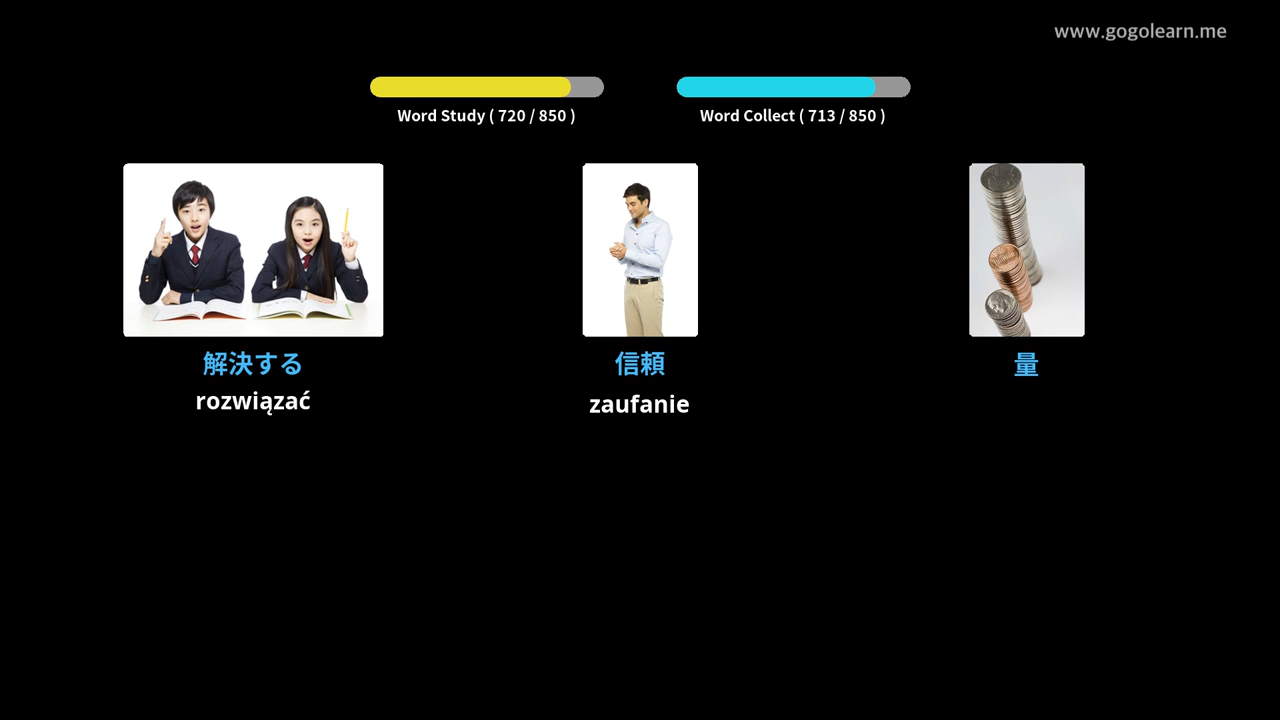 www.gogolearn.me
Word Study ( 720 / 850 )
Word Collect ( 713 / 850 )
解決する
rozwiązać
信頼
zaufanie
量